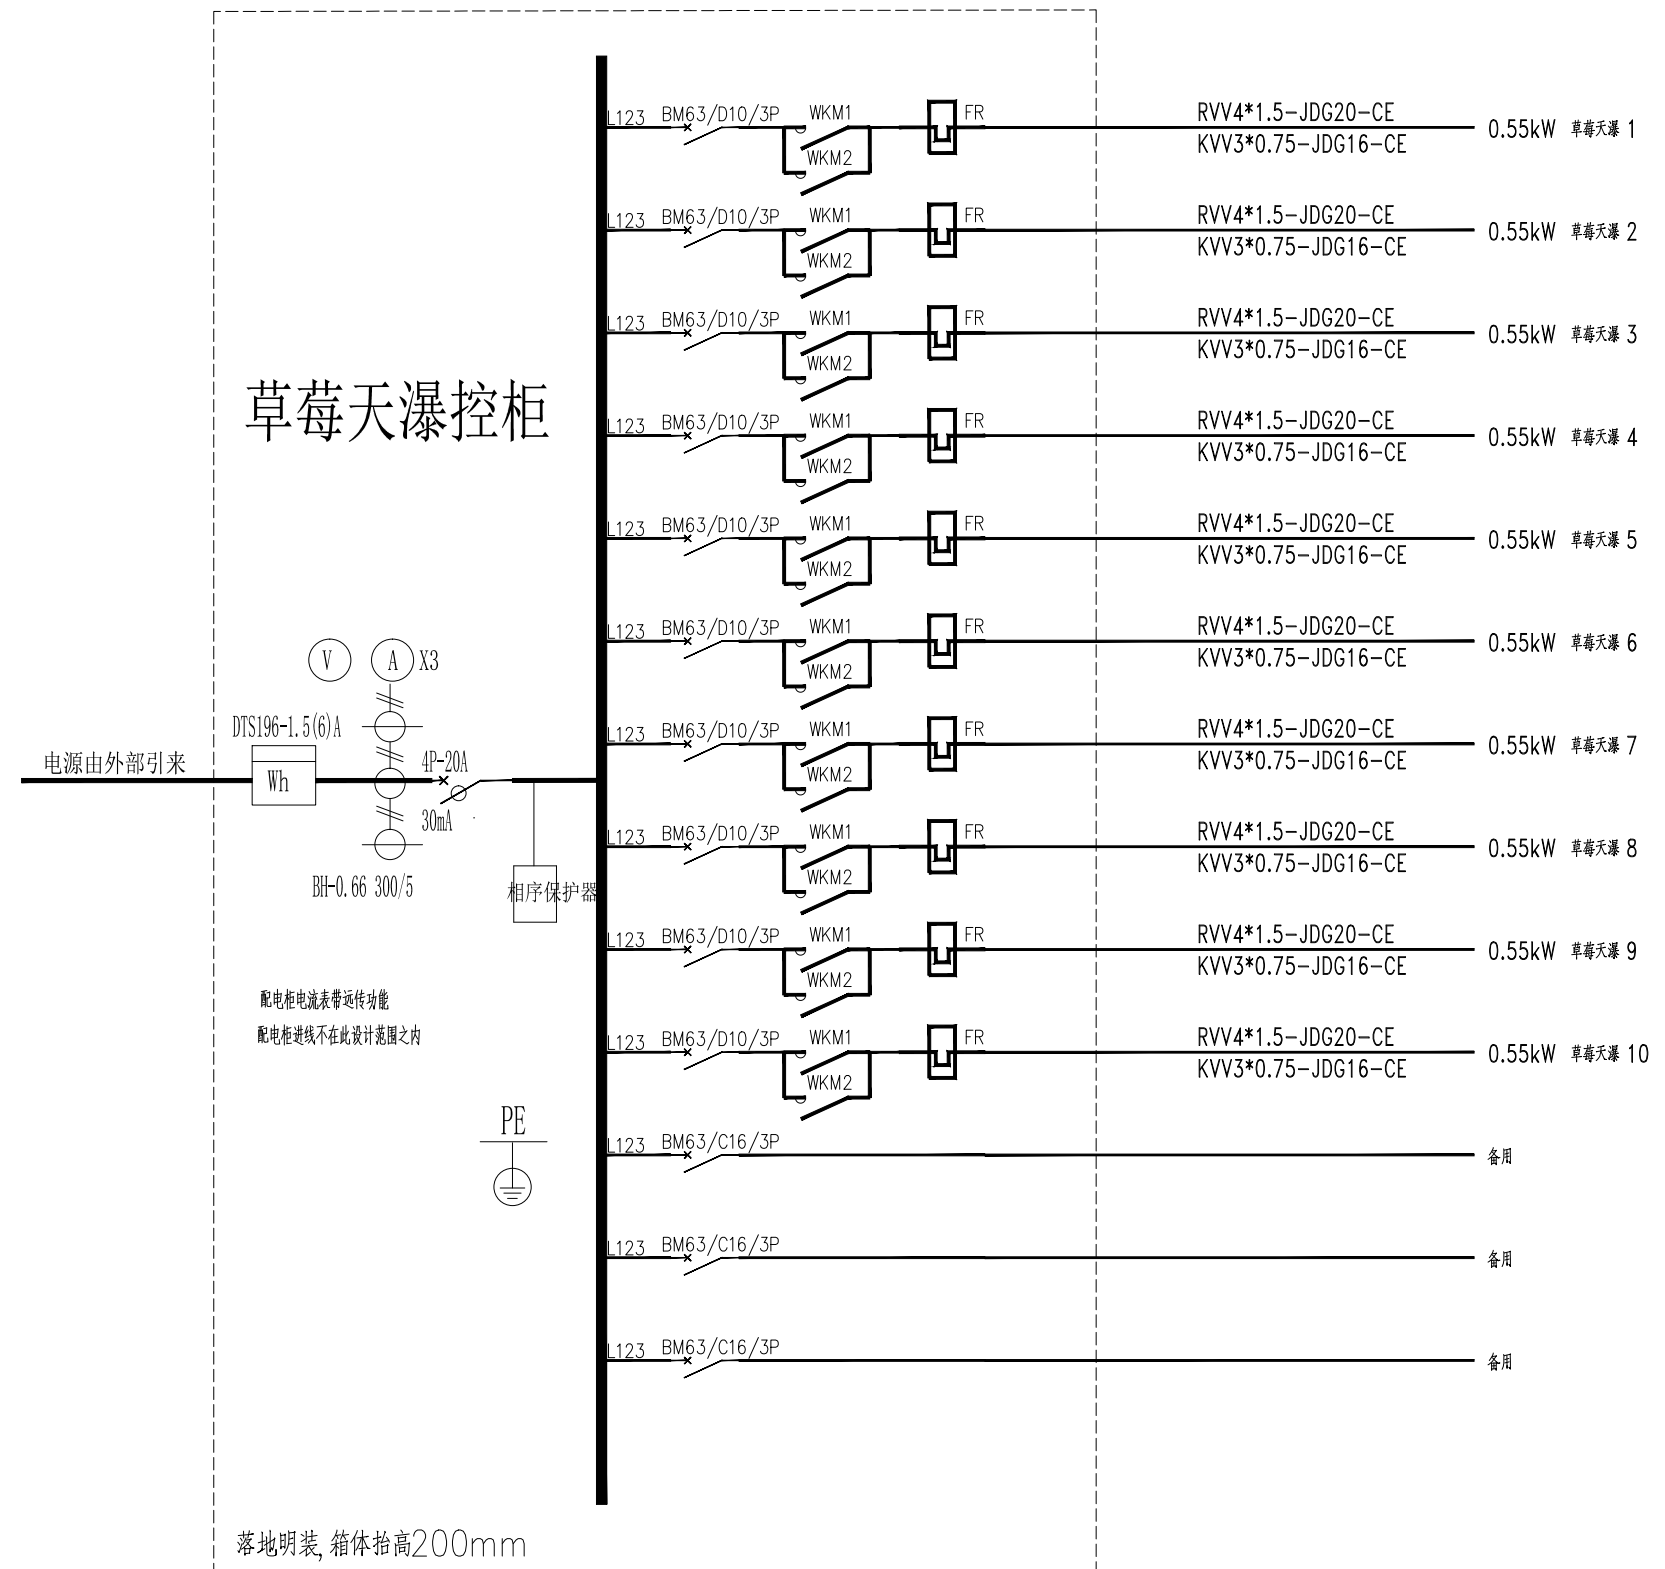 L123 BM63/D10/3P WKM1 FR RVV4*1.5-JDG20-CE 0.55kW 草莓天瀑 1
WKM2 KVV3*0.75-JDG16-CE
L123 BM63/D10/3P WKM1 FR RVV4*1.5-JDG20-CE 0.55kW 草莓天瀑 2
WKM2 KVV3*0.75-JDG16-CE
L123 BM63/D10/3P WKM1 FR RVV4*1.5-JDG20-CE 0.55kW 草莓天瀑 3
WKM2 KVV3*0.75-JDG16-CE
草莓天瀑控柜
L123 BM63/D10/3P WKM1 FR RVV4*1.5-JDG20-CE 0.55kW 草莓天瀑 4
WKM2 KVV3*0.75-JDG16-CE
L123 BM63/D10/3P WKM1 FR RVV4*1.5-JDG20-CE 0.55kW 草莓天瀑 5
WKM2 KVV3*0.75-JDG16-CE
L123 BM63/D10/3P WKM1 FR RVV4*1.5-JDG20-CE 0.55kW 草莓天瀑 6
WKM2 KVV3*0.75-JDG16-CE
V A X3
DTS196-1.5(6)A
L123 BM63/D10/3P WKM1 FR RVV4*1.5-JDG20-CE 0.55kW 草莓天瀑 7
WKM2 KVV3*0.75-JDG16-CE
电源由外部引来
Wh
4P-20A
30mA
L123 BM63/D10/3P WKM1 FR RVV4*1.5-JDG20-CE 0.55kW 草莓天瀑 8
WKM2 KVV3*0.75-JDG16-CE
BH-0.66 300/5
相序保护器
L123 BM63/D10/3P WKM1 FR RVV4*1.5-JDG20-CE 0.55kW 草莓天瀑 9
WKM2 KVV3*0.75-JDG16-CE
配电柜电流表带远传功能
配电柜进线不在此设计范围之内
L123 BM63/D10/3P WKM1 FR RVV4*1.5-JDG20-CE 0.55kW 草莓天瀑 10
WKM2 KVV3*0.75-JDG16-CE
PE
L123 BM63/C16/3P 备用
L123 BM63/C16/3P 备用
L123 BM63/C16/3P 备用
落地明装,箱体抬高200mm